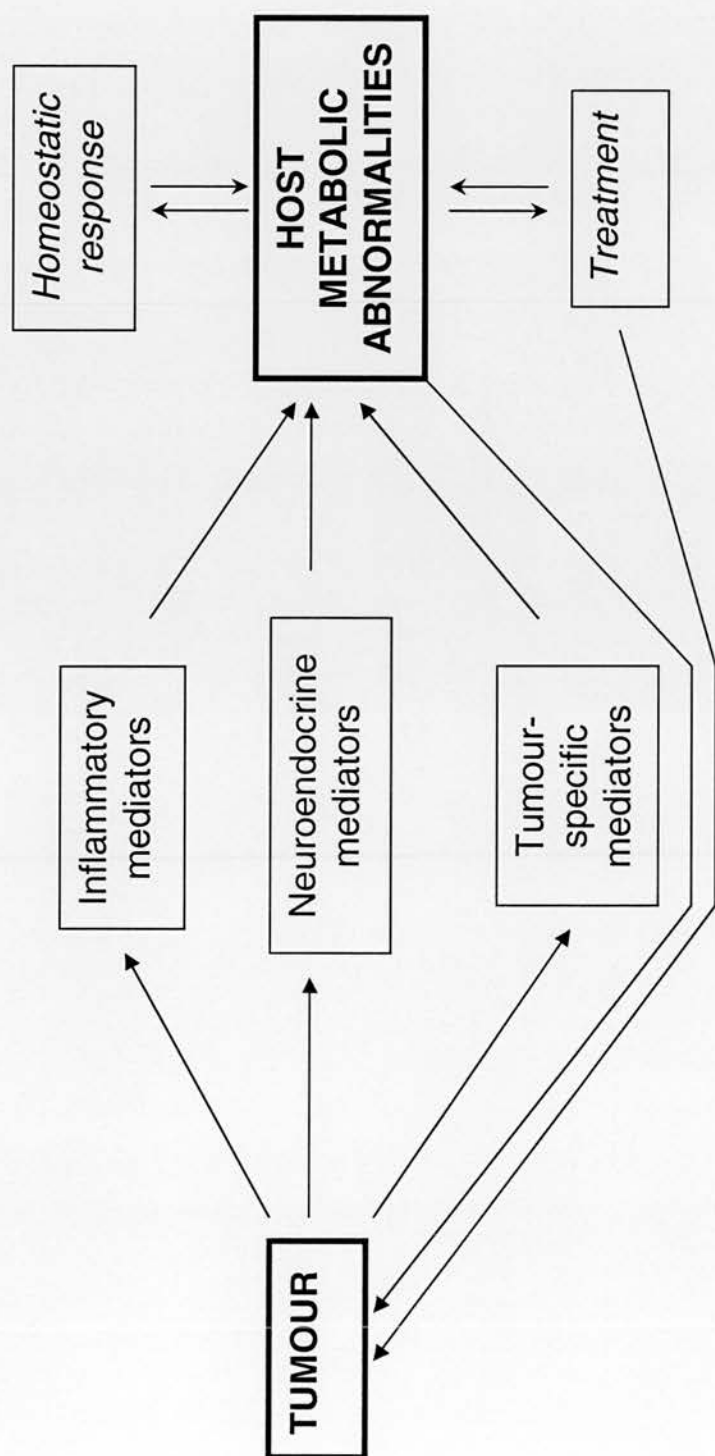 TUMOUR
Inflammatory
mediators
Neuroendocrine
mediators
Tumour-
specific
mediators
Homeostatic
response
HOST
METABOLIC
ABNORMALITIES
Treatment